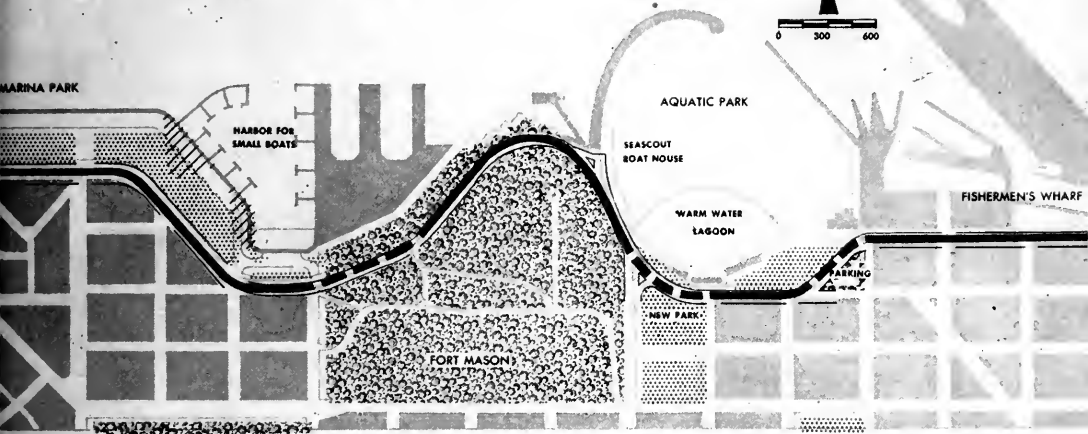 0 300 600
MARINA PARK
HARBOR FOR
SMALL BOATS
AQUATIC PARK
SEASCOUT
BOAT HOUSE
WARM WATER
LAGOON
FISHERMEN'S WHARF
PARKING
NEW PARK
FORT MASON